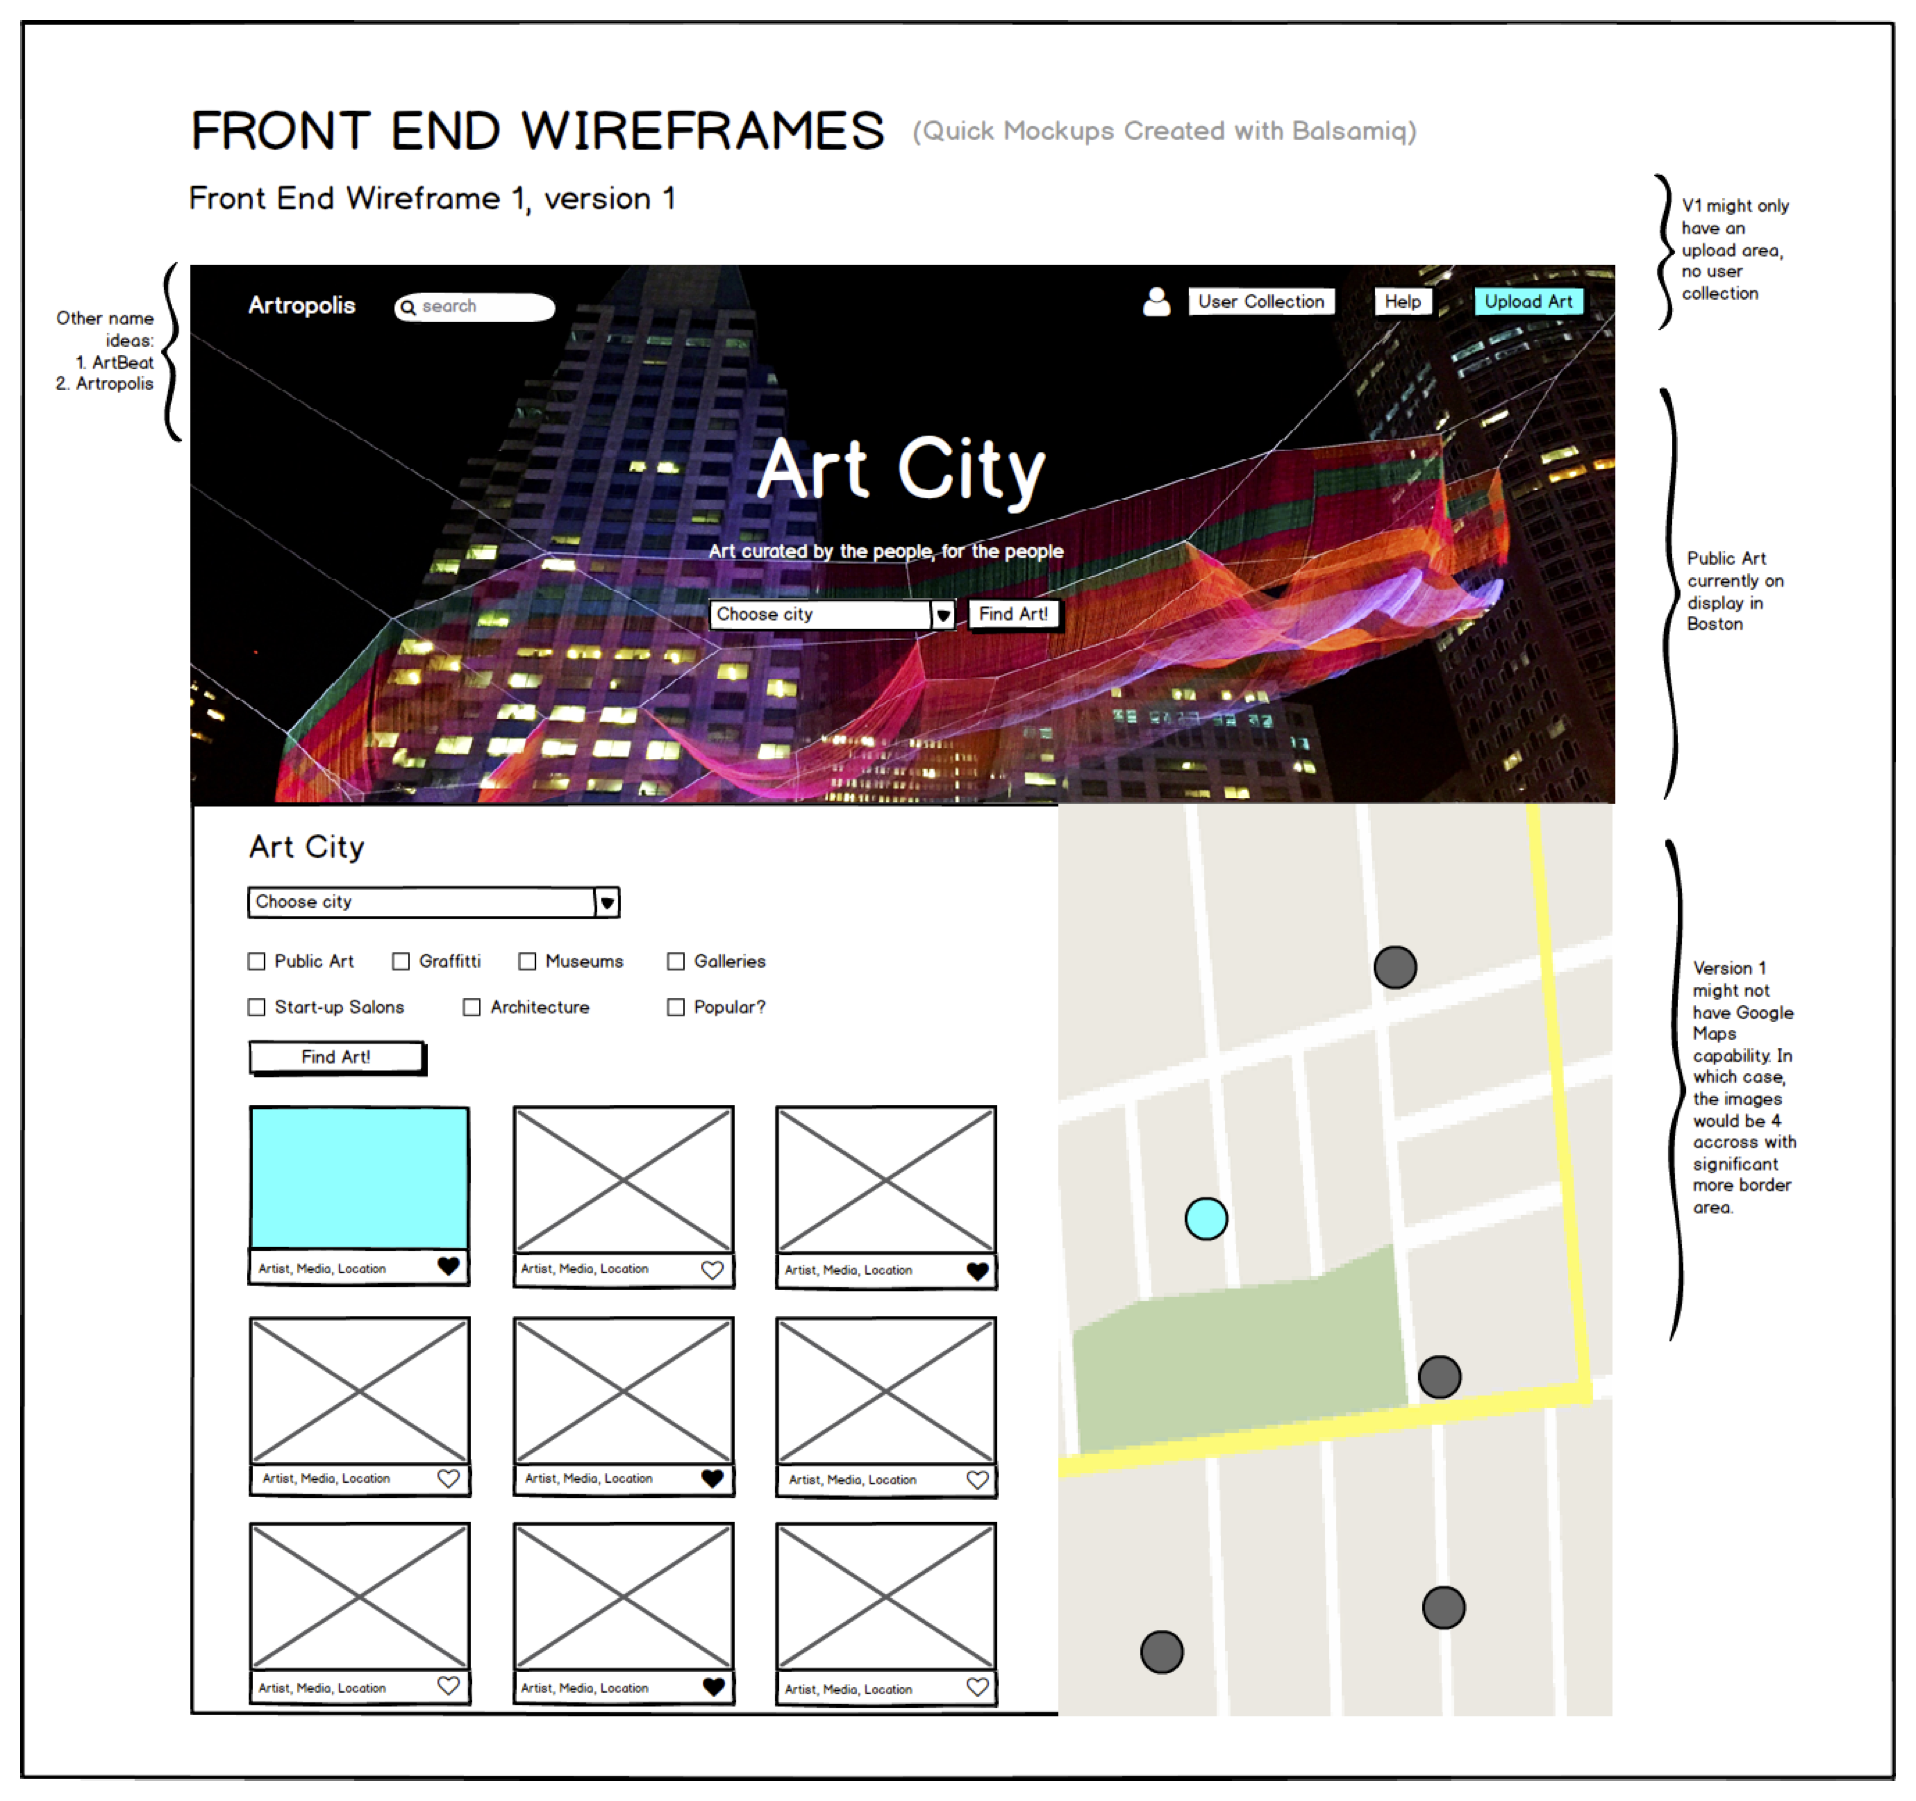 FRONT END WIREFRAMES (Quick Mockups Created with Balsamiq)
Front End Wireframe 1, version 1
V1 might only
have an
upload area,
no user
collection
Other name
ideas:
1. ArtBeat
2. Artropolis
Artropolis
search
User Collection
Help
Upload Art
Art City
Art curated by the people, for the people
Choose city
Find Art!
Public Art
currently on
display in
Boston
Art City
Choose city
Public Art
Graffitti
Museums
Galleries
Start-up Salons
Architecture
Popular?
Find Art!
Artist, Media, Location
Artist, Media, Location
Artist, Media, Location
Artist, Media, Location
Artist, Media, Location
Artist, Media, Location
Artist, Media, Location
Artist, Media, Location
Artist, Media, Location
Version 1
might not
have Google
Maps
capability. In
which case,
the images
would be 4
accross with
significant
more border
area.